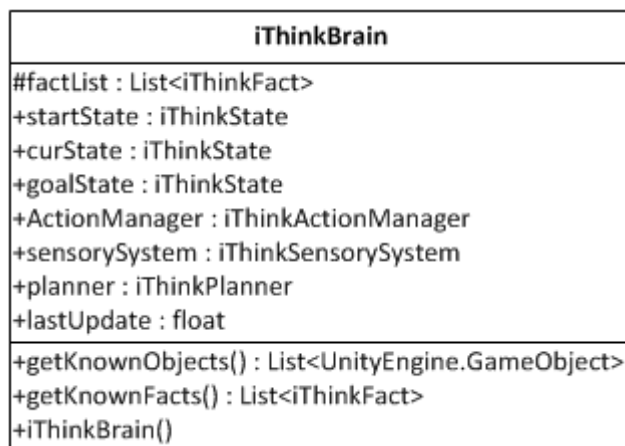 iThinkBrain
#factList : List<iThinkFact>
+startState : iThinkState
+curState : iThinkState
+goalState : iThinkState
+ActionManager : iThinkActionManager
+sensorySystem : iThinkSensorySystem
+planner : iThinkPlanner
+lastUpdate : float
+getKnownObjects() : List<UnityEngine.GameObject>
+getKnownFacts() : List<iThinkFact>
+iThinkBrain()